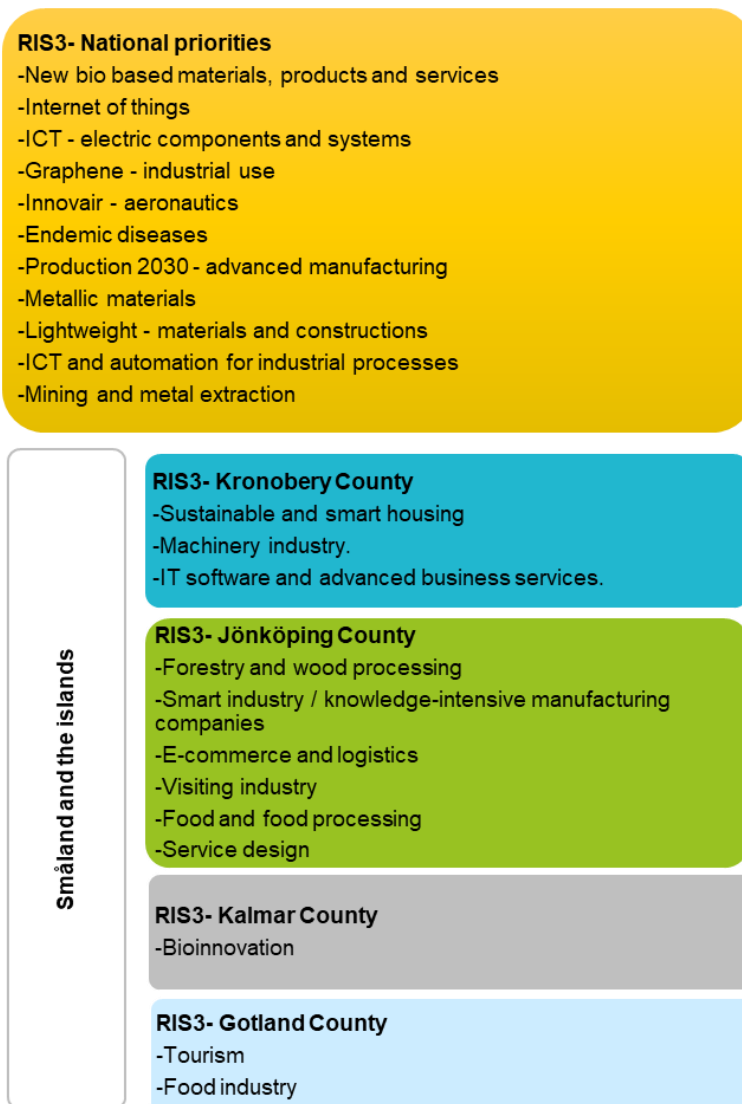 RIS3- National priorities
-New bio based materials, products and services
-Internet of things
-ICT - electric components and systems
-Graphene - industrial use
-Innovair - aeronautics
-Endemic diseases
-Production 2030 - advanced manufacturing
-Metallic materials
-Lightweight - materials and constructions
-ICT and automation for industrial processes
-Mining and metal extraction
Småland and the islands
RIS3- Kronobery County
-Sustainable and smart housing
-Machinery industry.
-IT software and advanced business services.
RIS3- Jönköping County
-Forestry and wood processing
-Smart industry / knowledge-intensive manufacturing
companies
-E-commerce and logistics
-Visiting industry
-Food and food processing
-Service design
RIS3- Kalmar County
-Bioinnovation
RIS3- Gotland County
-Tourism
-Food industry